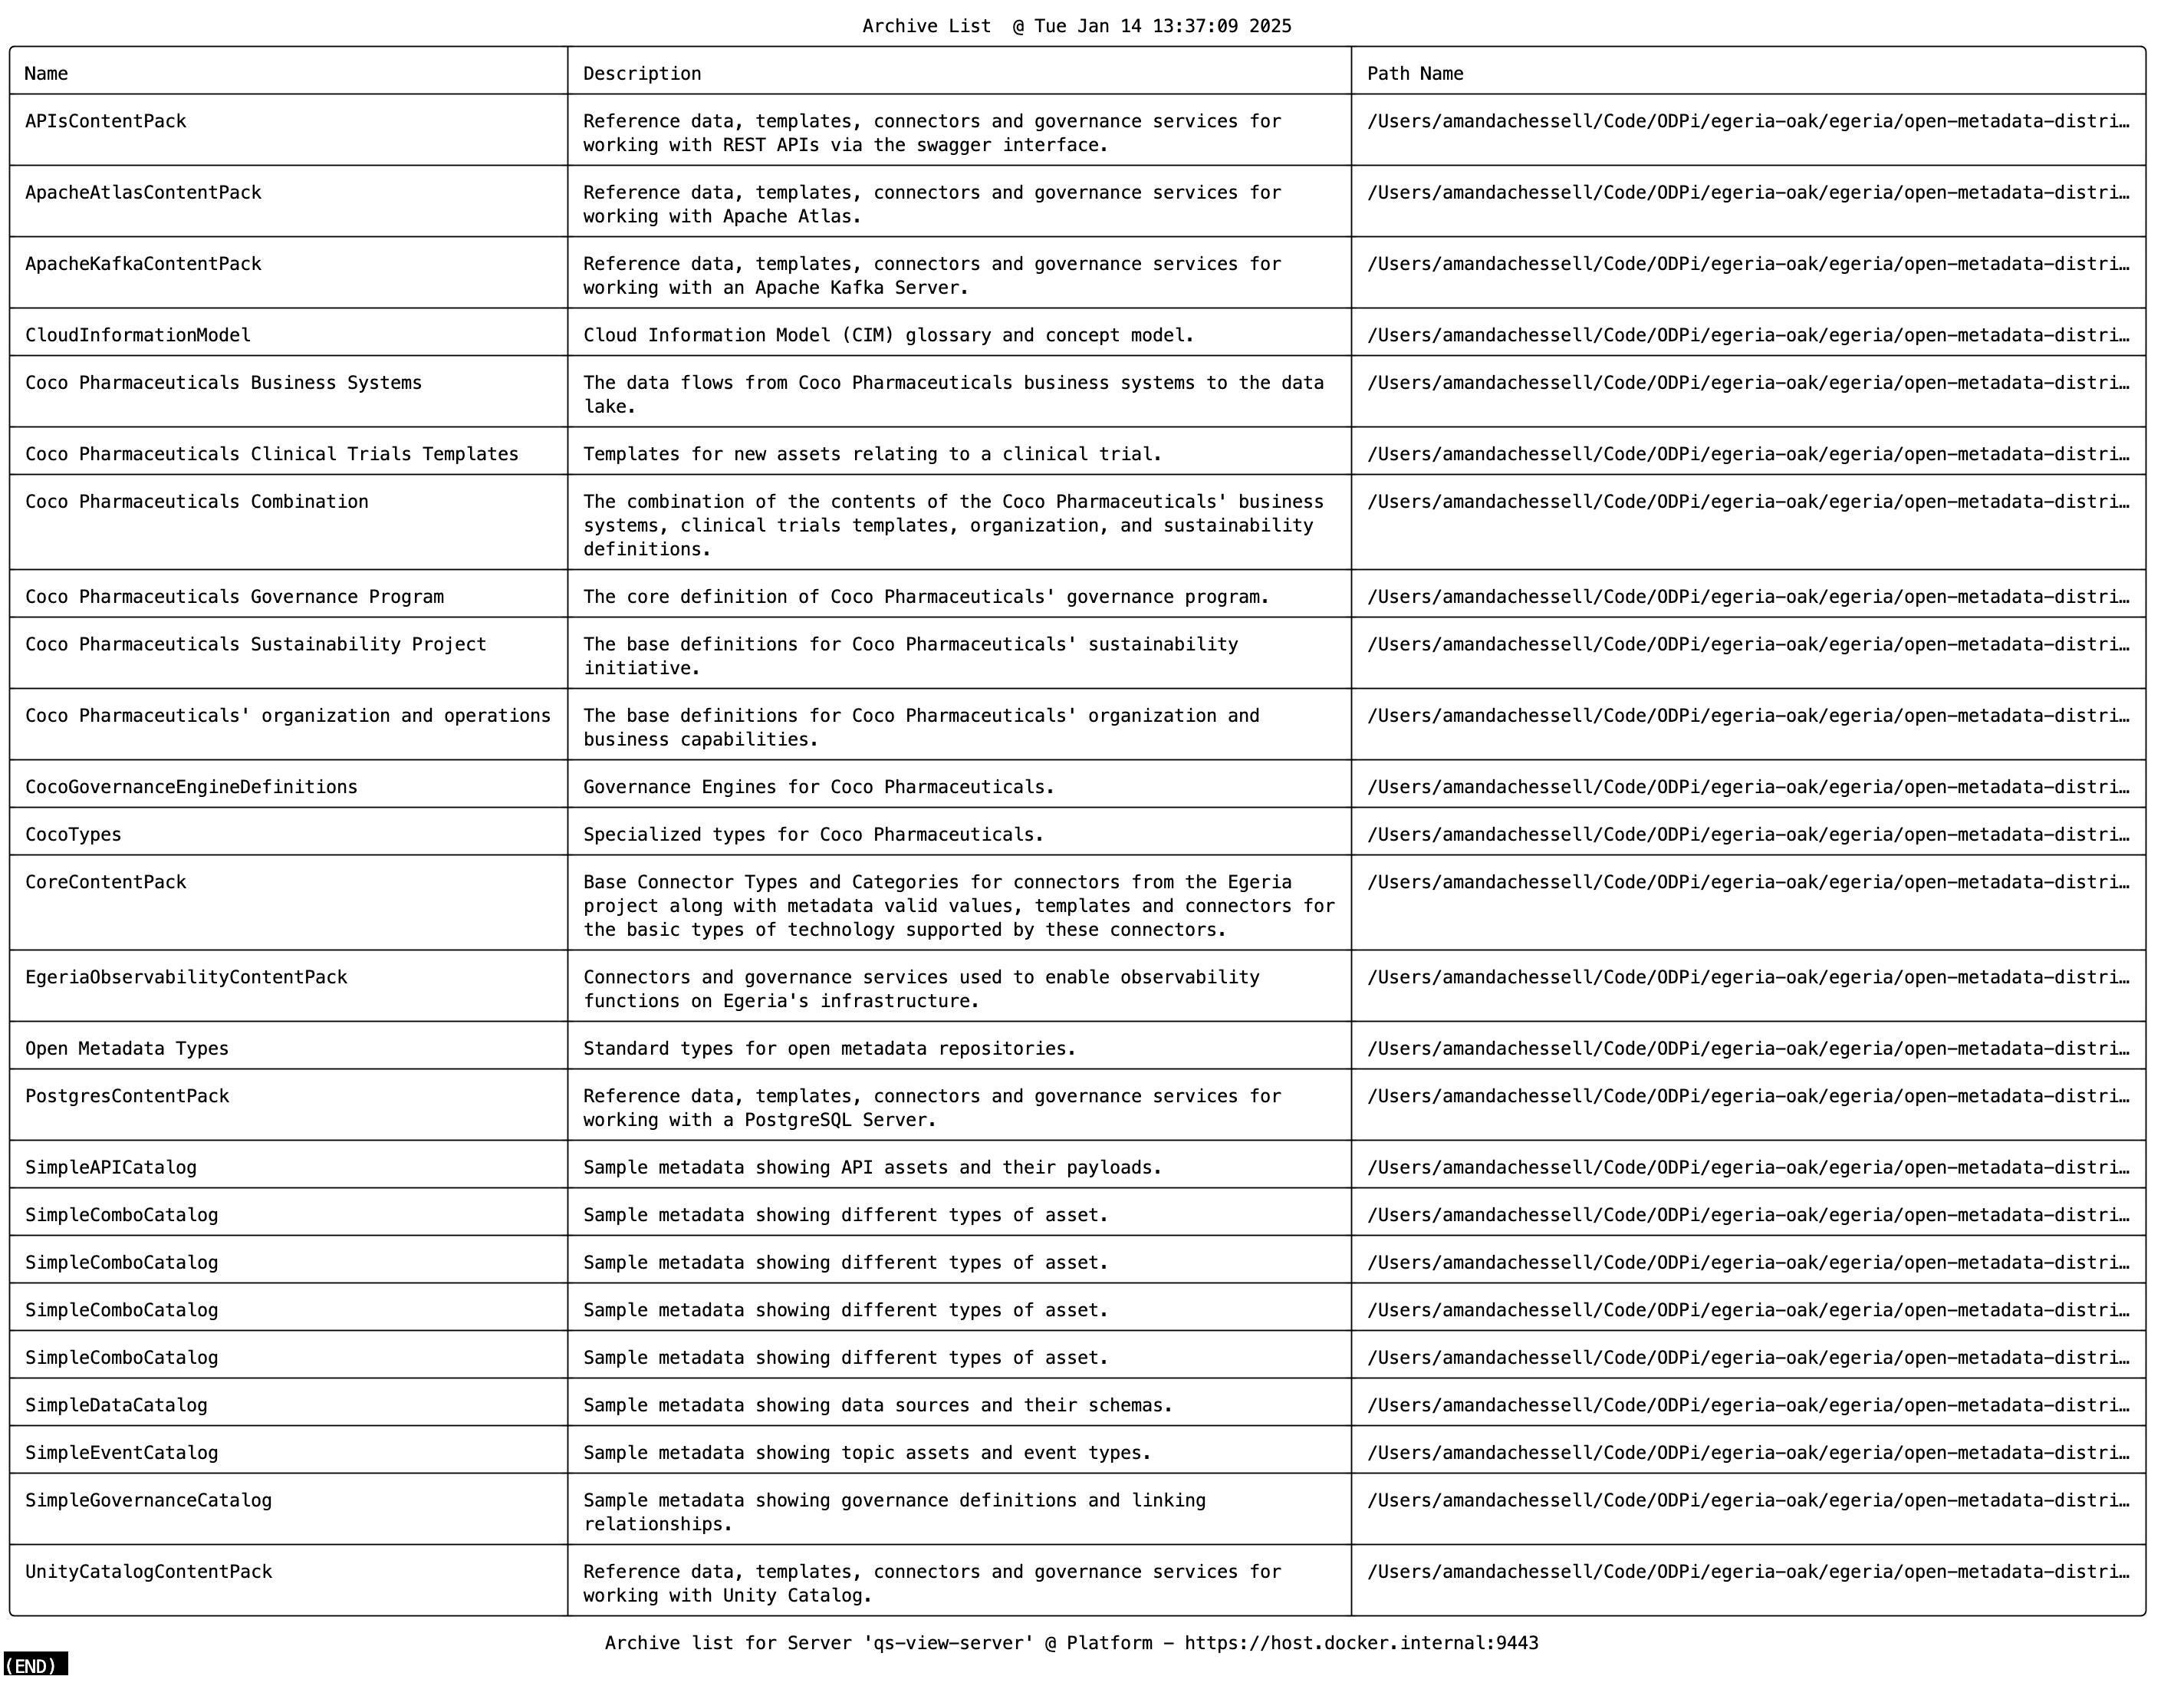 Archive List  @ Tue Jan 14 13:37:09 2025
Name Description Path Name
APIsContentPack Reference data, templates, connectors and governance services for /Users/amandachessell/Code/ODPi/egeria-oak/egeria/open-metadata-distri…
working with REST APIs via the swagger interface.
ApacheAtlasContentPack Reference data, templates, connectors and governance services for /Users/amandachessell/Code/ODPi/egeria-oak/egeria/open-metadata-distri…
working with Apache Atlas.
ApacheKafkaContentPack Reference data, templates, connectors and governance services for /Users/amandachessell/Code/ODPi/egeria-oak/egeria/open-metadata-distri…
working with an Apache Kafka Server.
CloudInformationModel Cloud Information Model (CIM) glossary and concept model. /Users/amandachessell/Code/ODPi/egeria-oak/egeria/open-metadata-distri…
Coco Pharmaceuticals Business Systems The data flows from Coco Pharmaceuticals business systems to the data /Users/amandachessell/Code/ODPi/egeria-oak/egeria/open-metadata-distri…
lake.
Coco Pharmaceuticals Clinical Trials Templates Templates for new assets relating to a clinical trial. /Users/amandachessell/Code/ODPi/egeria-oak/egeria/open-metadata-distri…
Coco Pharmaceuticals Combination The combination of the contents of the Coco Pharmaceuticals' business /Users/amandachessell/Code/ODPi/egeria-oak/egeria/open-metadata-distri…
systems, clinical trials templates, organization, and sustainability
definitions.
Coco Pharmaceuticals Governance Program The core definition of Coco Pharmaceuticals' governance program. /Users/amandachessell/Code/ODPi/egeria-oak/egeria/open-metadata-distri…
Coco Pharmaceuticals Sustainability Project The base definitions for Coco Pharmaceuticals' sustainability /Users/amandachessell/Code/ODPi/egeria-oak/egeria/open-metadata-distri…
initiative.
Coco Pharmaceuticals' organization and operations The base definitions for Coco Pharmaceuticals' organization and /Users/amandachessell/Code/ODPi/egeria-oak/egeria/open-metadata-distri…
business capabilities.
CocoGovernanceEngineDefinitions Governance Engines for Coco Pharmaceuticals. /Users/amandachessell/Code/ODPi/egeria-oak/egeria/open-metadata-distri…
CocoTypes Specialized types for Coco Pharmaceuticals. /Users/amandachessell/Code/ODPi/egeria-oak/egeria/open-metadata-distri…
CoreContentPack Base Connector Types and Categories for connectors from the Egeria /Users/amandachessell/Code/ODPi/egeria-oak/egeria/open-metadata-distri…
project along with metadata valid values, templates and connectors for
the basic types of technology supported by these connectors.
EgeriaObservabilityContentPack Connectors and governance services used to enable observability /Users/amandachessell/Code/ODPi/egeria-oak/egeria/open-metadata-distri…
functions on Egeria's infrastructure.
Open Metadata Types Standard types for open metadata repositories. /Users/amandachessell/Code/ODPi/egeria-oak/egeria/open-metadata-distri…
PostgresContentPack Reference data, templates, connectors and governance services for /Users/amandachessell/Code/ODPi/egeria-oak/egeria/open-metadata-distri…
working with a PostgreSQL Server.
SimpleAPICatalog Sample metadata showing API assets and their payloads. /Users/amandachessell/Code/ODPi/egeria-oak/egeria/open-metadata-distri…
SimpleComboCatalog Sample metadata showing different types of asset. /Users/amandachessell/Code/ODPi/egeria-oak/egeria/open-metadata-distri…
SimpleComboCatalog Sample metadata showing different types of asset. /Users/amandachessell/Code/ODPi/egeria-oak/egeria/open-metadata-distri…
SimpleComboCatalog Sample metadata showing different types of asset. /Users/amandachessell/Code/ODPi/egeria-oak/egeria/open-metadata-distri…
SimpleComboCatalog Sample metadata showing different types of asset. /Users/amandachessell/Code/ODPi/egeria-oak/egeria/open-metadata-distri…
SimpleDataCatalog Sample metadata showing data sources and their schemas. /Users/amandachessell/Code/ODPi/egeria-oak/egeria/open-metadata-distri…
SimpleEventCatalog Sample metadata showing topic assets and event types. /Users/amandachessell/Code/ODPi/egeria-oak/egeria/open-metadata-distri…
SimpleGovernanceCatalog Sample metadata showing governance definitions and linking /Users/amandachessell/Code/ODPi/egeria-oak/egeria/open-metadata-distri…
relationships.
UnityCatalogContentPack Reference data, templates, connectors and governance services for /Users/amandachessell/Code/ODPi/egeria-oak/egeria/open-metadata-distri…
working with Unity Catalog.
Archive list for Server 'qs-view-server' @ Platform - https://host.docker.internal:9443
(END)